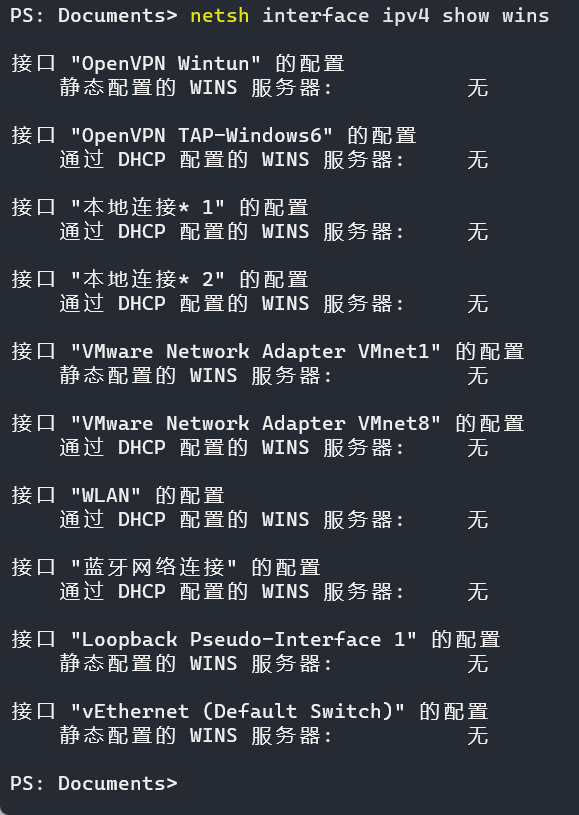 PS: Documents> netsh interface ipv4 show wins
接口 "OpenVPN Wintun" 的配置
静态配置的 WINS 服务器: 无
接口 "OpenVPN TAP-Windows6" 的配置
通过 DHCP 配置的 WINS 服务器: 无
接口 "本地连接* 1" 的配置
通过 DHCP 配置的 WINS 服务器: 无
接口 "本地连接* 2" 的配置
通过 DHCP 配置的 WINS 服务器: 无
接口 "VMware Network Adapter VMnet1" 的配置
静态配置的 WINS 服务器: 无
接口 "VMware Network Adapter VMnet8" 的配置
通过 DHCP 配置的 WINS 服务器: 无
接口 "WLAN" 的配置
通过 DHCP 配置的 WINS 服务器: 无
接口 "蓝牙网络连接" 的配置
通过 DHCP 配置的 WINS 服务器: 无
接口 "Loopback Pseudo-Interface 1" 的配置
静态配置的 WINS 服务器: 无
接口 "vEthernet (Default Switch)" 的配置
静态配置的 WINS 服务器: 无
PS: Documents>